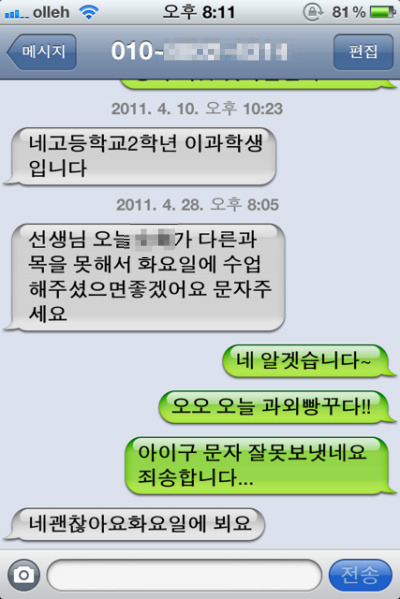 olleh 오후 8:11 81%
메시지 010- 편집
2011. 4. 10. 오후 10:23
네고등학교2학년 이과학생
입니다
2011. 4. 28. 오후 8:05
선생님 오늘 가 다른과
목을 못해서 화요일에 수업
해주셨으면좋겠어요 문자주
세요
네 알겟습니다~
오오 오늘 과외빵꾸다!!
아이구 문자 잘못보냇네요
죄송합니다...
네괜찮아요화요일에 뵈요
전송